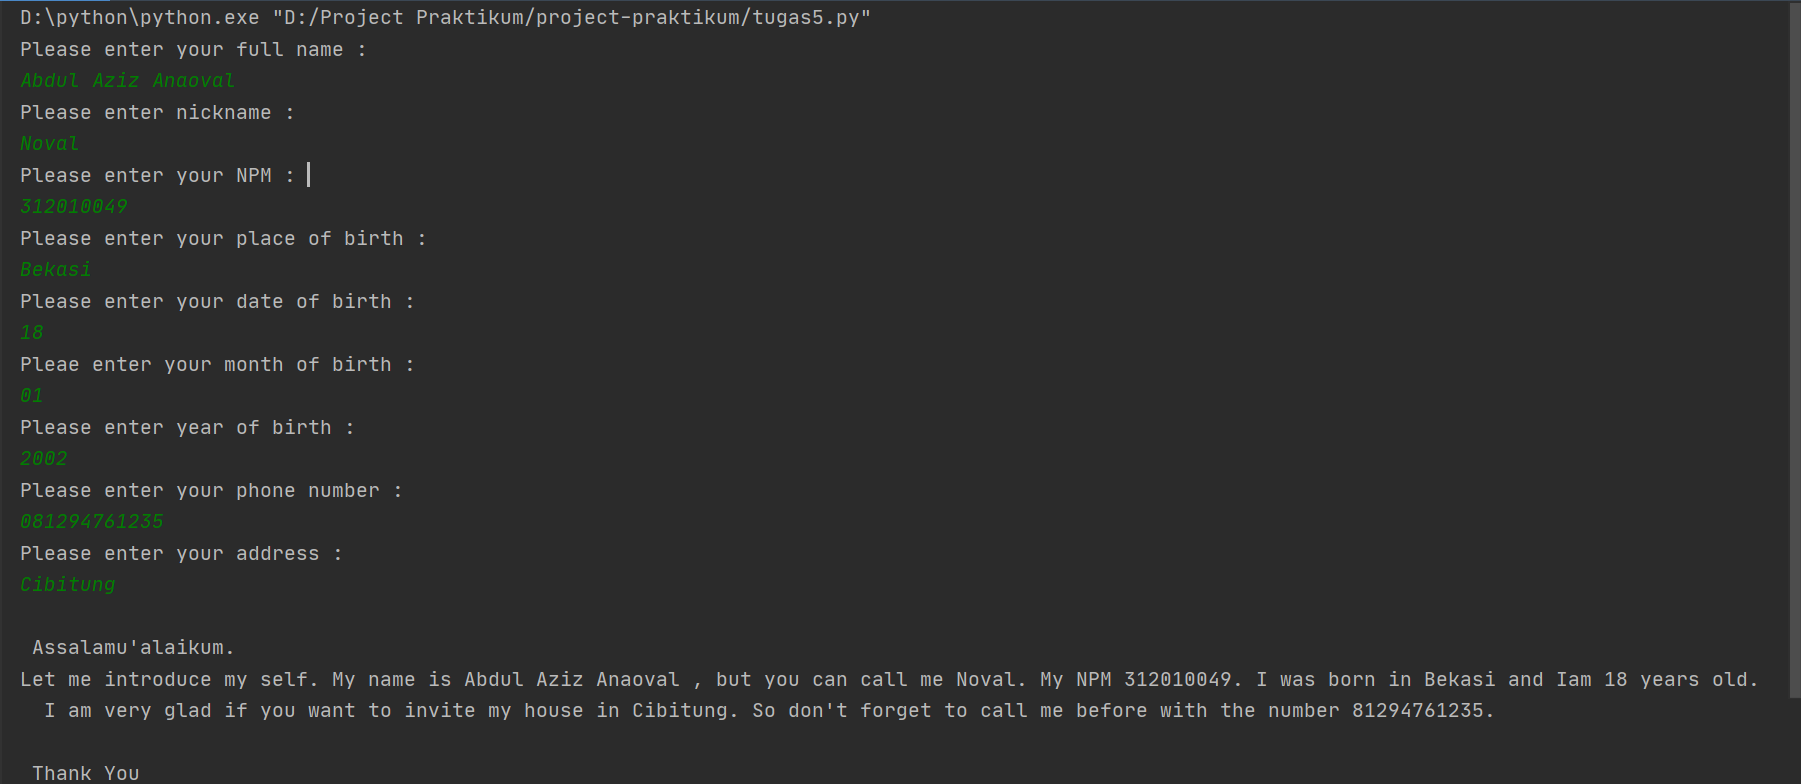 D:\python\python.exe "D:/Project Praktikum/project-praktikum/tugas5.py"
Please enter your full name :
Abdul Aziz Anaoval
Please enter nickname :
Noval
Please enter your NPM :
312010049
Please enter your place of birth :
Bekasi
Please enter your date of birth :
18
Pleae enter your month of birth :
01
Please enter year of birth :
2002
Please enter your phone number :
081294761235
Please enter your address :
Cibitung
Assalamu'alaikum.
Let me introduce my self. My name is Abdul Aziz Anaoval , but you can call me Noval. My NPM 312010049. I was born in Bekasi and Iam 18 years old.
I am very glad if you want to invite my house in Cibitung. So don't forget to call me before with the number 81294761235.
Thank You